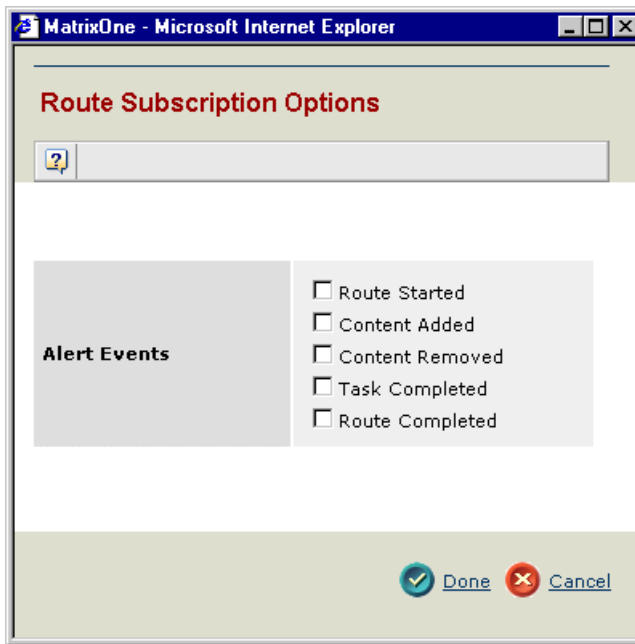 MatrixOne - Microsoft Internet Explorer
Route Subscription Options
?
Alert Events
Route Started
Content Added
Content Removed
Task Completed
Route Completed
Done
Cancel